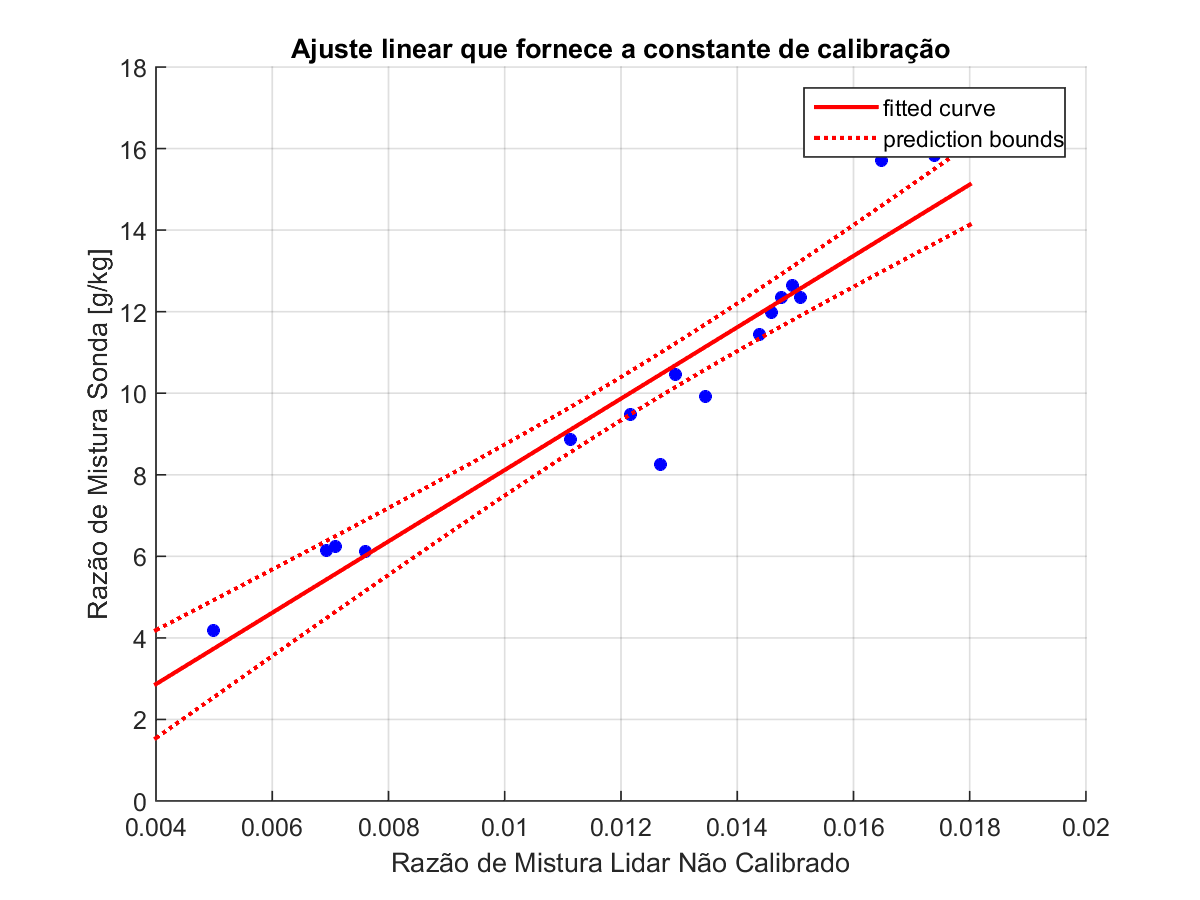 Ajuste linear que fornece a constante de calibração
18
16
14
12
10
8
6
4
2
0
fitted curve
prediction bounds
Razão de Mistura Sonda [g/kg]
0.004 0.006 0.008 0.01 0.012 0.014 0.016 0.018 0.02
Razão de Mistura Lidar Não Calibrado